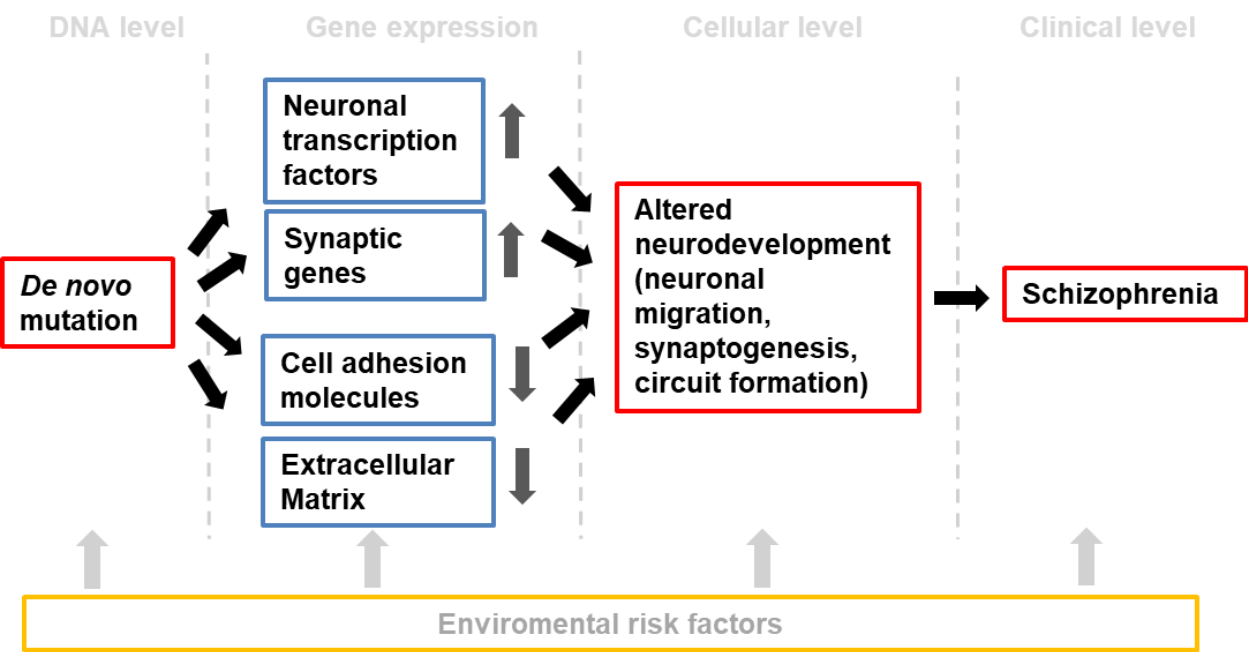 DNA level
Gene expression
Cellular level
Clinical level
Neuronal
transcription
factors
Synaptic
genes
De novo
mutation
Cell adhesion
molecules
Extracellular
Matrix
Altered
neurodevelopment
(neuronal
migration,
synaptogenesis,
circuit formation)
Schizophrenia
Enviromental risk factors